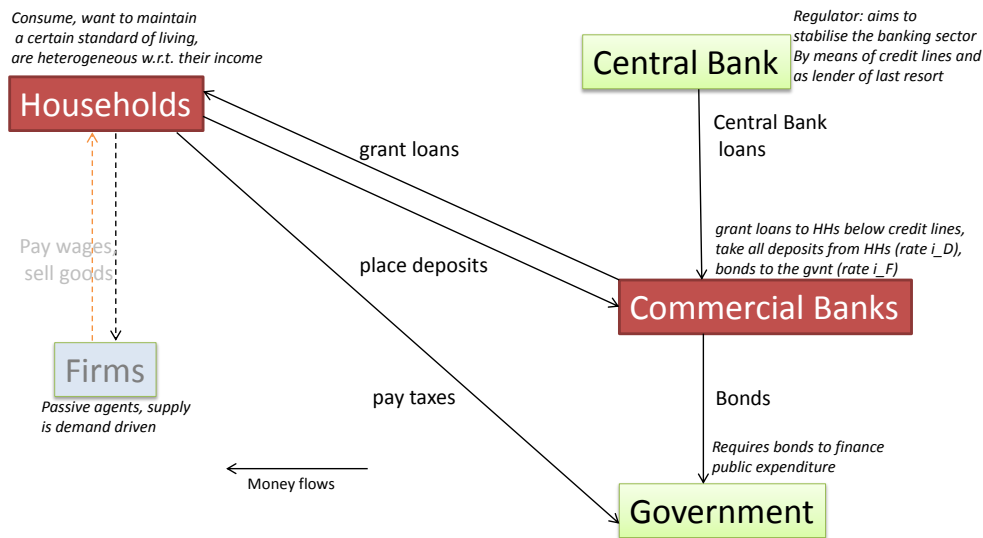 Consume, want to maintain
a certain standard of living,
are heterogeneous w.r.t. their income
Households
Regulator: aims to
stabilise the banking sector
By means of credit lines and
as lender of last resort
Central Bank
grant loans
Central Bank
loans
Pay wages,
sell goods
place deposits
grant loans to HHs below credit lines,
take all deposits from HHs (rate i_D),
bonds to the gvnt (rate i_F)
Commercial Banks
Firms
Passive agents, supply
is demand driven
pay taxes
Bonds
Requires bonds to finance
public expenditure
Money flows
Government